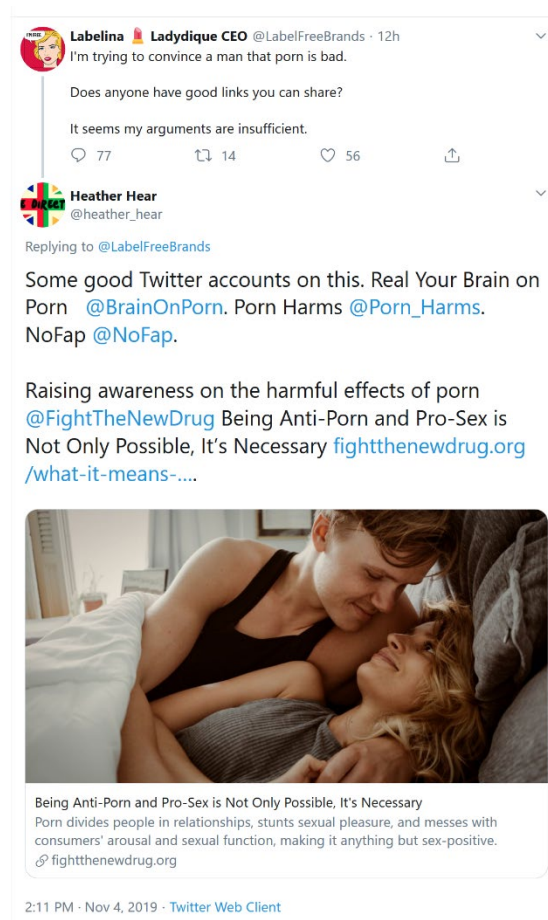 Labelina Ladydique CEO @LabelFreeBrands · 12h
I'm trying to convince a man that porn is bad.
Does anyone have good links you can share?
It seems my arguments are insufficient.
77 14 56
Heather Hear
@heather_hear
Replying to @LabelFreeBrands
Some good Twitter accounts on this. Real Your Brain on
Porn @BrainOnPorn. Porn Harms @Porn_Harms.
NoFap @NoFap.
Raising awareness on the harmful effects of porn
@FightTheNewDrug Being Anti-Porn and Pro-Sex is
Not Only Possible, It’s Necessary fightthenewdrug.org
/what-it-means-….
Being Anti-Porn and Pro-Sex is Not Only Possible, It's Necessary
Porn divides people in relationships, stunts sexual pleasure, and messes with
consumers' arousal and sexual function, making it anything but sex-positive.
fightthenewdrug.org
2:11 PM · Nov 4, 2019 · Twitter Web Client